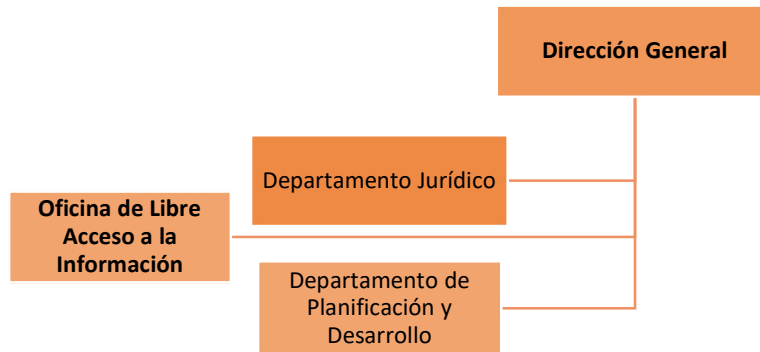 Dirección General
Departamento Jurídico
Oficina de Libre
Acceso a la
Información
Departamento de
Planificación y
Desarrollo